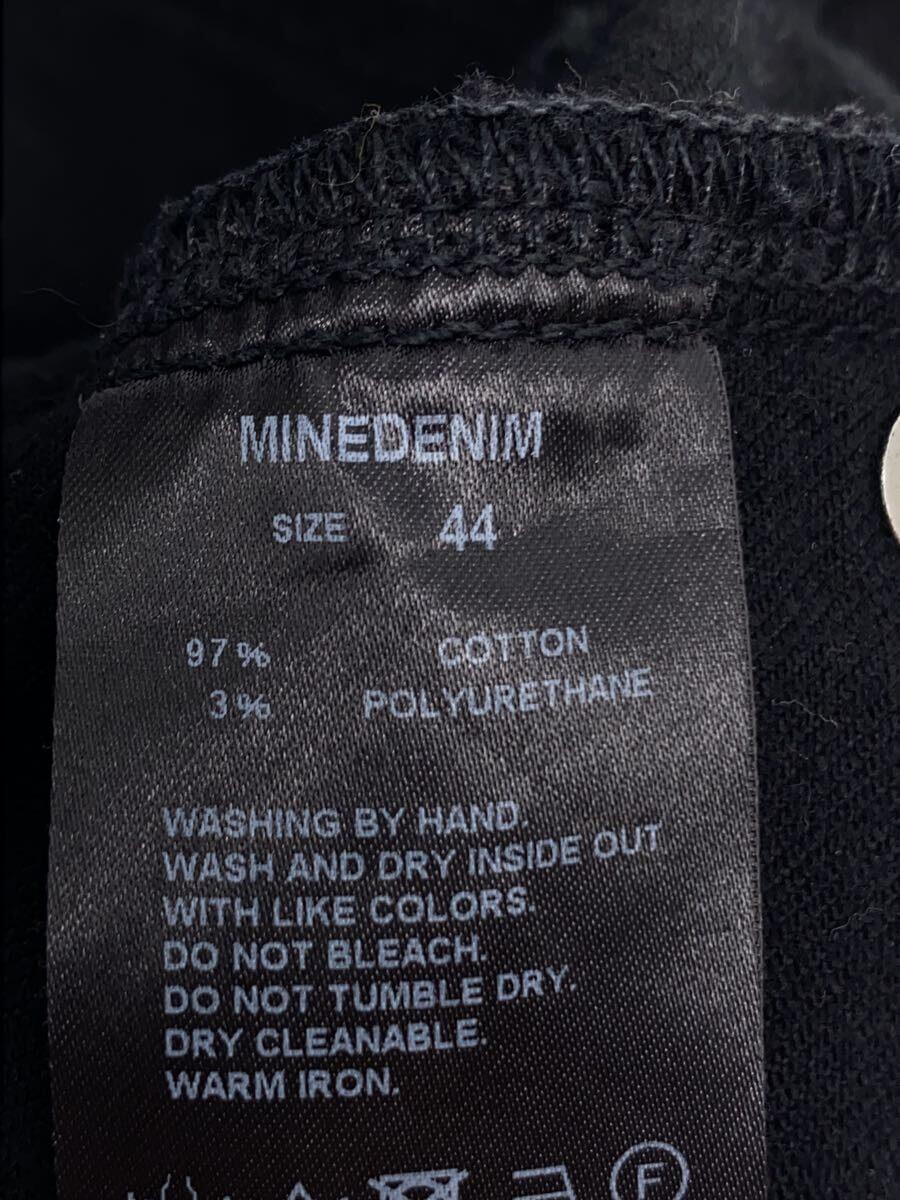 MINEDENIM
SIZE 44
97% COTTON
3% POLYURETHANE
WASHING BY HAND.
WASH AND DRY INSIDE OUT
WITH LIKE COLORS.
DO NOT BLEACH.
DO NOT TUMBLE DRY.
DRY CLEANABLE.
WARM IRON.
F